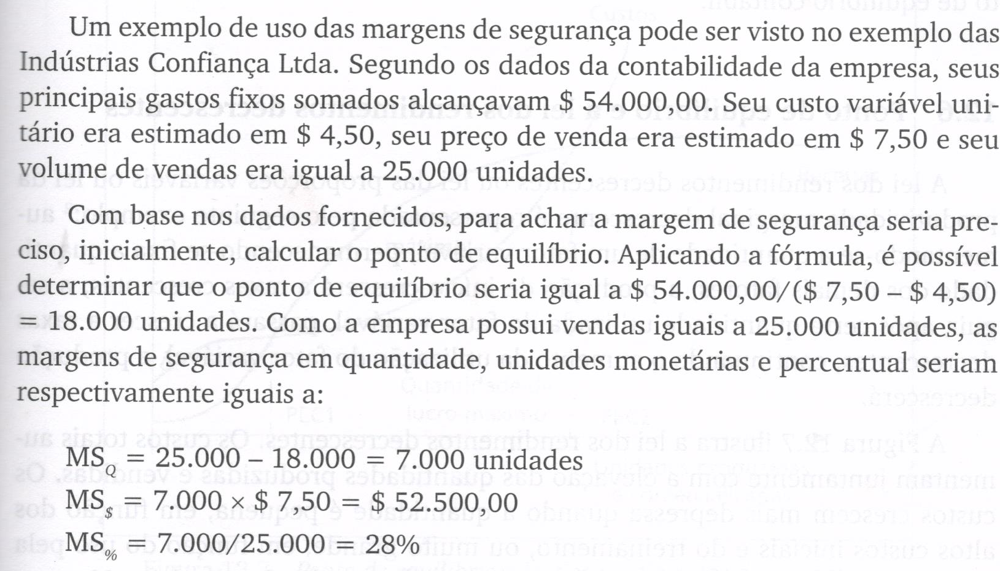 Um exemplo de uso das margens de segurança pode ser visto no exemplo das
Indústrias Confiança Ltda. Segundo os dados da contabilidade da empresa, seus
principais gastos fixos somados alcançavam $ 54.000,00. Seu custo variável uni-
tário era estimado em $ 4,50, seu preço de venda era estimado em $ 7,50 e seu
volume de vendas era igual a 25.000 unidades.
Com base nos dados fornecidos, para achar a margem de segurança seria pre-
ciso, inicialmente, calcular o ponto de equilíbrio. Aplicando a fórmula, é possível
determinar que o ponto de equilíbrio seria igual a $ 54.000,00/($ 7,50 – $ 4,50)
= 18.000 unidades. Como a empresa possui vendas iguais a 25.000 unidades, as
margens de segurança em quantidade, unidades monetárias e percentual seriam
respectivamente iguais a:
MS_Q = 25.000 – 18.000 = 7.000 unidades
MS_$ = 7.000 × $ 7,50 = $ 52.500,00
MS_% = 7.000/25.000 = 28%